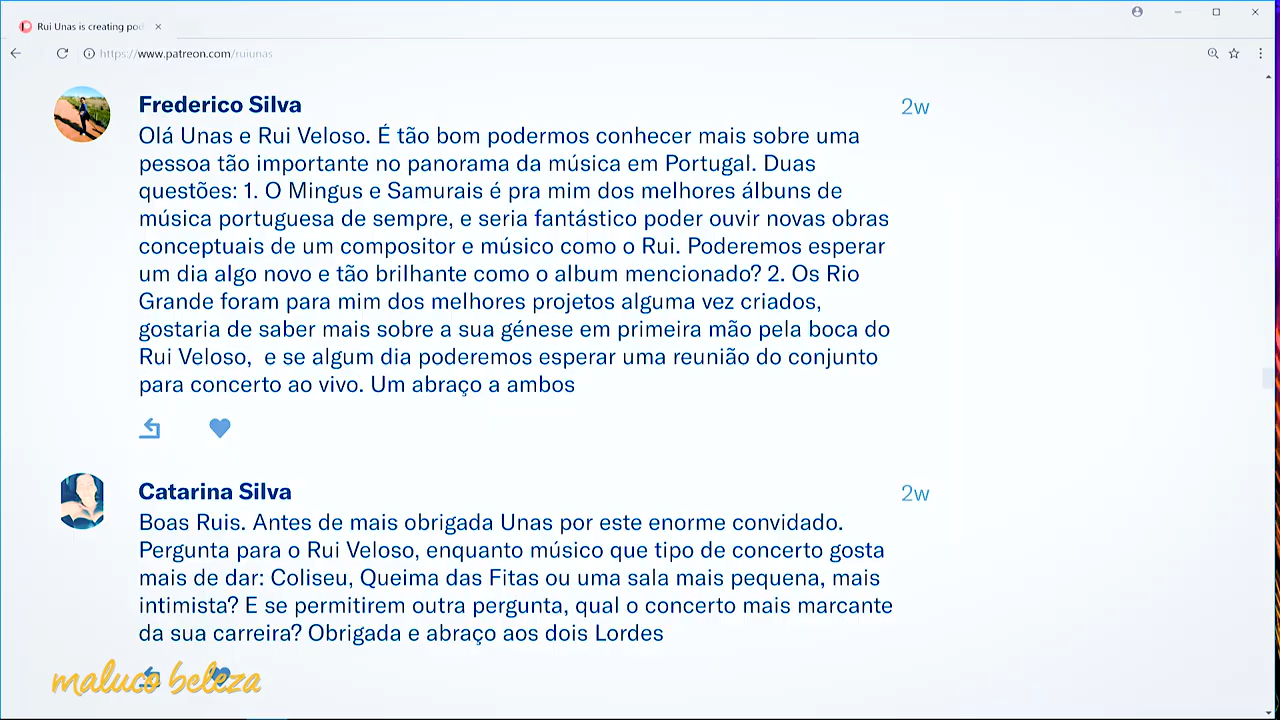 Rui Unas is creating pod
https://www.patreon.com/ruiunas
Frederico Silva
2w
Olá Unas e Rui Veloso. É tão bom podermos conhecer mais sobre uma
pessoa tão importante no panorama da música em Portugal. Duas
questões: 1. O Mingus e Samurais é pra mim dos melhores álbuns de
música portuguesa de sempre, e seria fantástico poder ouvir novas obras
conceptuais de um compositor e músico como o Rui. Poderemos esperar
um dia algo novo e tão brilhante como o album mencionado? 2. Os Rio
Grande foram para mim dos melhores projetos alguma vez criados,
gostaria de saber mais sobre a sua génese em primeira mão pela boca do
Rui Veloso,  e se algum dia poderemos esperar uma reunião do conjunto
para concerto ao vivo. Um abraço a ambos
Catarina Silva
2w
Boas Ruis. Antes de mais obrigada Unas por este enorme convidado.
Pergunta para o Rui Veloso, enquanto músico que tipo de concerto gosta
mais de dar: Coliseu, Queima das Fitas ou uma sala mais pequena, mais
intimista? E se permitirem outra pergunta, qual o concerto mais marcante
da sua carreira? Obrigada e abraço aos dois Lordes
maluco beleza